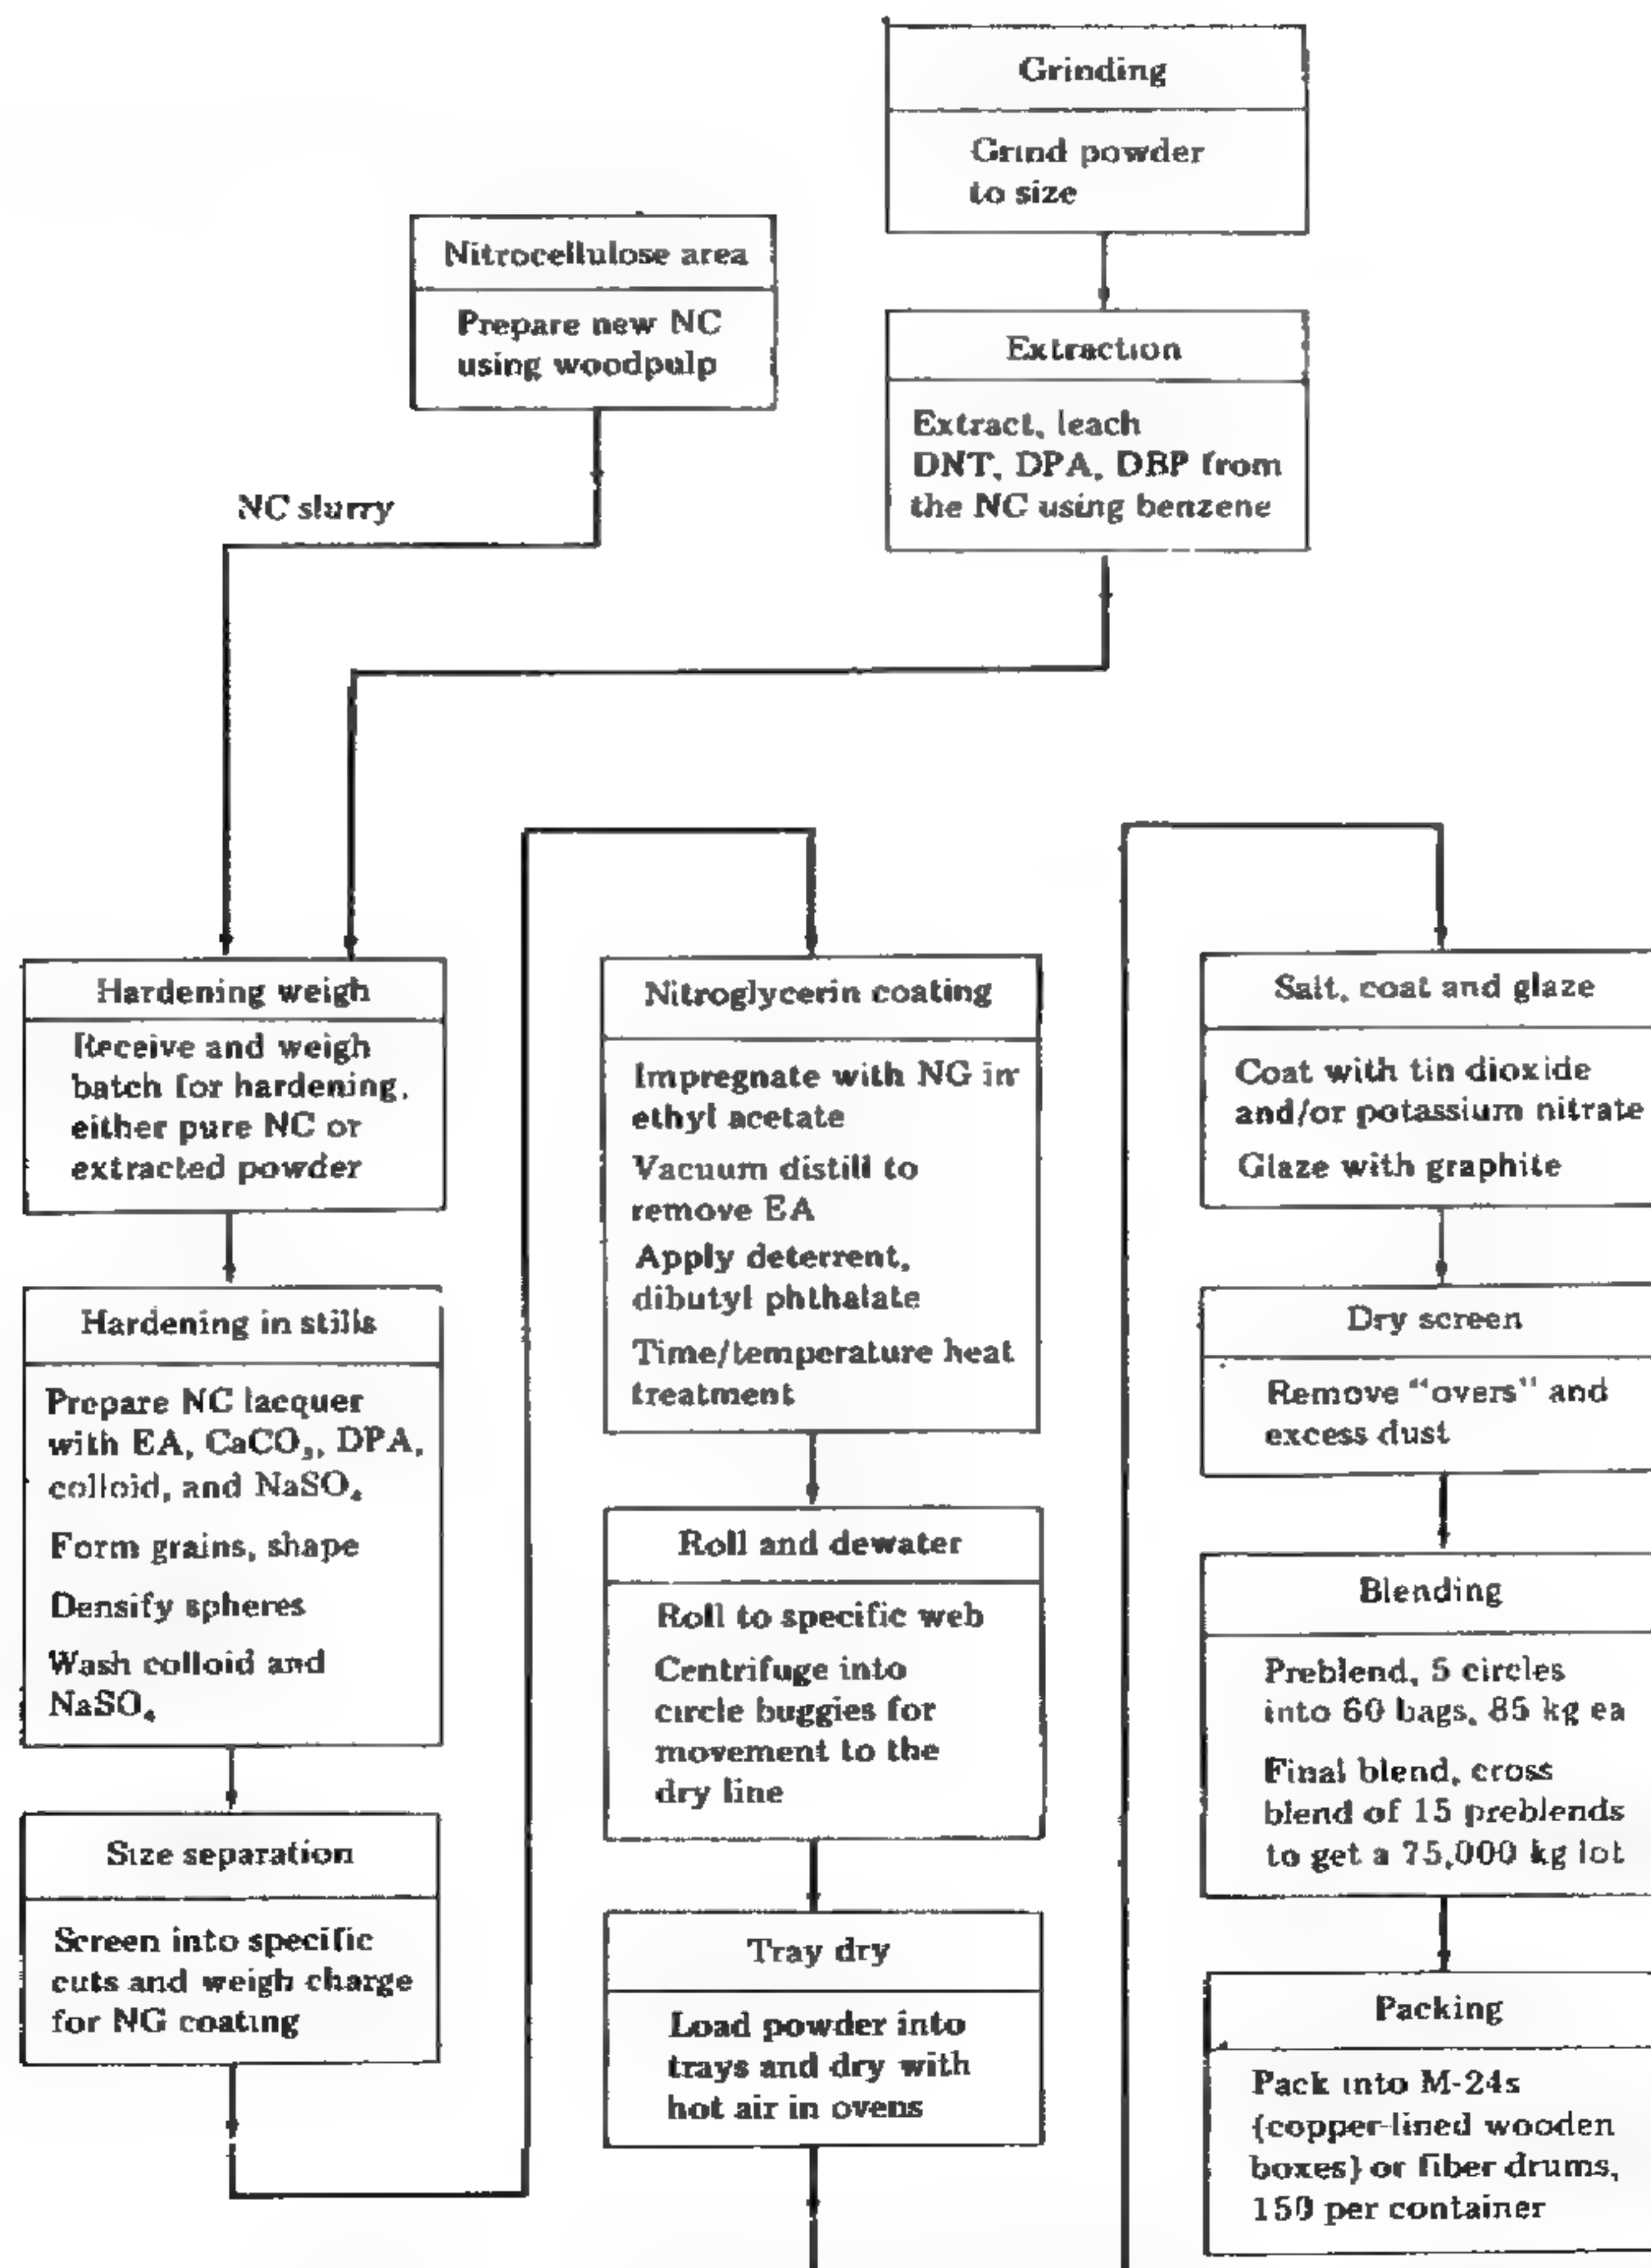 Grinding
Grind powder
to size
Nitrocellulose area
Prepare new NC
using woodpulp
Extraction
Extract, leach
DNT, DPA, DBP from
the NC using benzene
NC slurry
Hardening weigh
Receive and weigh
batch for hardening,
either pure NC or
extracted powder
Hardening in stills
Prepare NC lacquer
with EA, CaCO₃, DPA,
colloid, and NaSO₄
Form grains, shape
Densify spheres
Wash colloid and
NaSO₄
Size separation
Screen into specific
cuts and weigh charge
for NG coating
Nitroglycerin coating
Impregnate with NG in
ethyl acetate
Vacuum distill to
remove EA
Apply deterrent,
dibutyl phthalate
Time/temperature heat
treatment
Roll and dewater
Roll to specific web
Centrifuge into
circle buggies for
movement to the
dry line
Tray dry
Load powder into
trays and dry with
hot air in ovens
Salt, coat and glaze
Coat with tin dioxide
and/or potassium nitrate
Glaze with graphite
Dry screen
Remove "overs" and
excess dust
Blending
Preblend, 5 circles
into 60 bags, 85 kg ea
Final blend, cross
blend of 15 preblends
to get a 75,000 kg lot
Packing
Pack into M-24s
(copper-lined wooden
boxes) or fiber drums,
150 per container